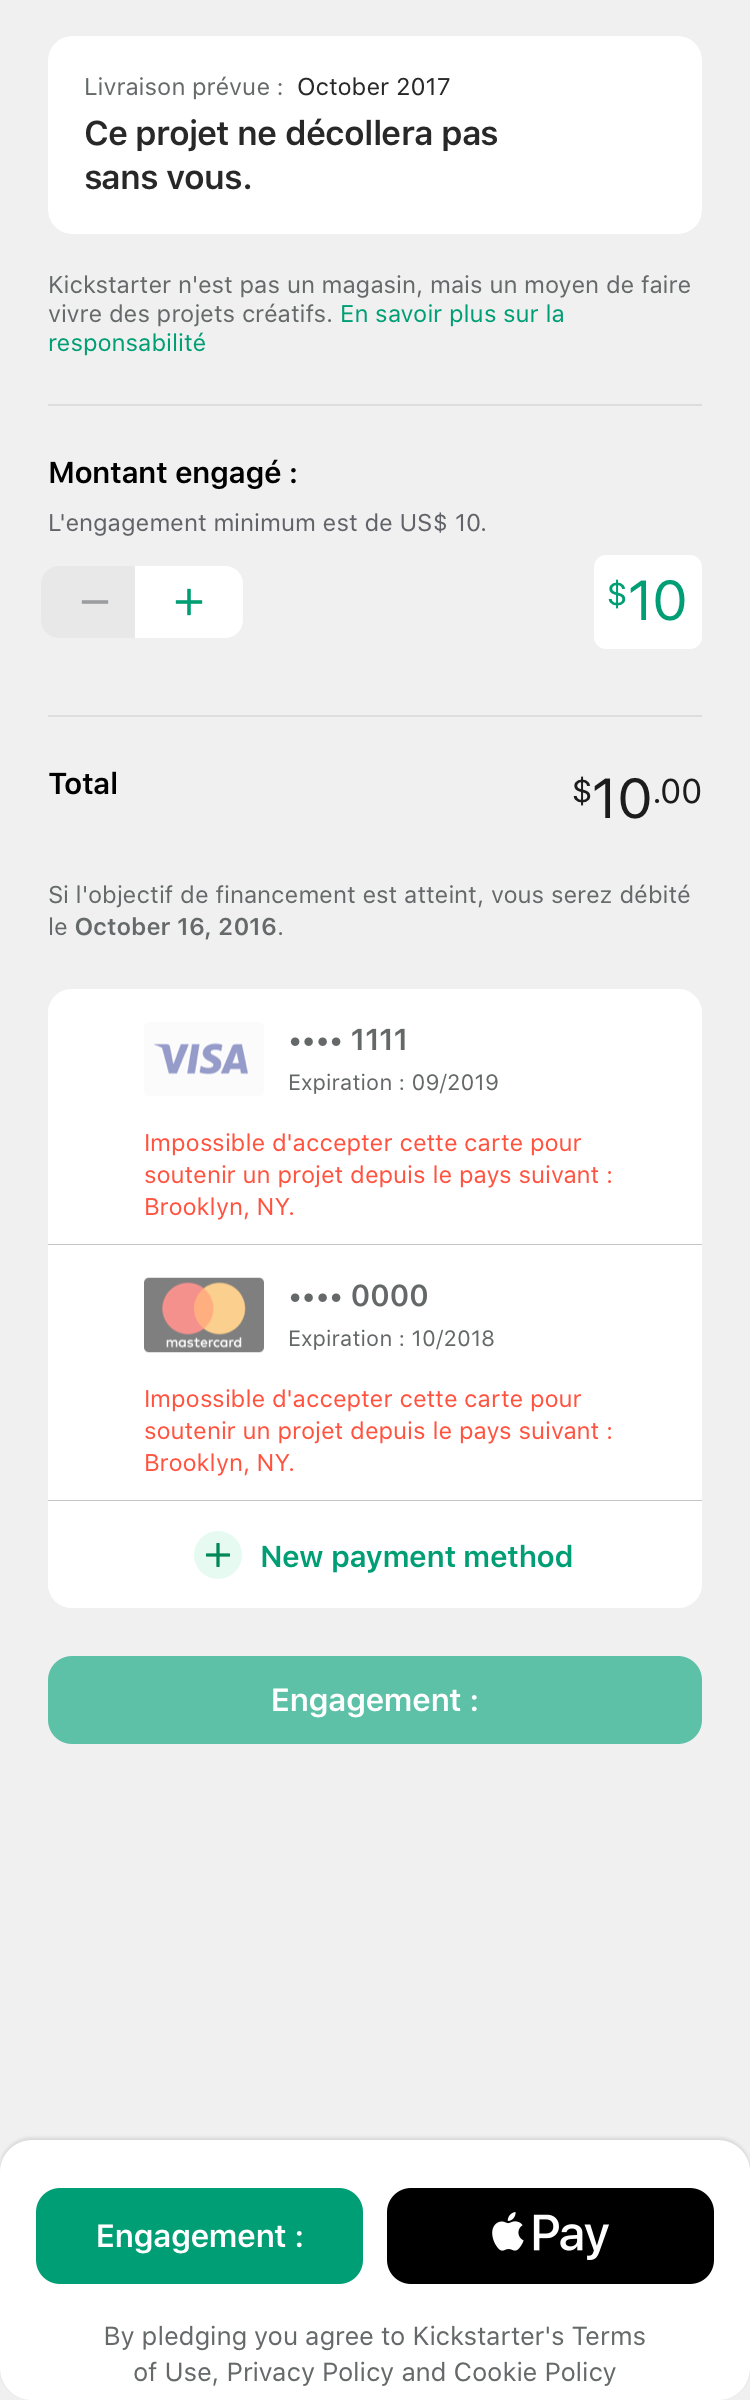 Livraison prévue : October 2017
Ce projet ne décollera pas
sans vous.
Kickstarter n'est pas un magasin, mais un moyen de faire
vivre des projets créatifs. En savoir plus sur la
responsabilité
Montant engagé :
L'engagement minimum est de US$ 10.
− + $10
Total $10.00
Si l'objectif de financement est atteint, vous serez débité
le October 16, 2016.
VISA •••• 1111
Expiration : 09/2019
Impossible d'accepter cette carte pour
soutenir un projet depuis le pays suivant :
Brooklyn, NY.
•••• 0000
mastercard Expiration : 10/2018
Impossible d'accepter cette carte pour
soutenir un projet depuis le pays suivant :
Brooklyn, NY.
+ New payment method
Engagement :
Engagement : Pay
By pledging you agree to Kickstarter's Terms
of Use, Privacy Policy and Cookie Policy